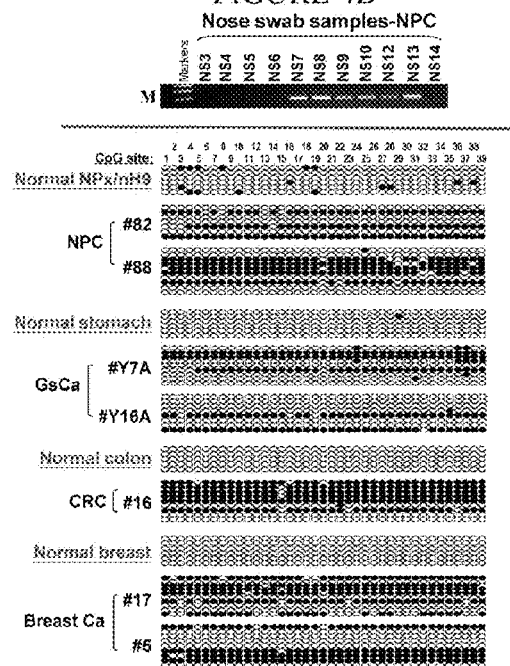 Nose swab samples-NPC
Markers NS3 NS4 NS5 NS6 NS7 NS8 NS9 NS10 NS12 NS13 NS14
M
2 4 6 8 10 12 14 16 18 20 22 24 26 28 30 32 34 36 38
CpG site: 1 3 5 7 9 11 13 15 17 19 21 23 25 27 29 31 33 35 37 39
Normal NPx/nH9
#82
NPC
#88
Normal stomach
#Y7A
GsCa
#Y16A
Normal colon
CRC #16
Normal breast
#17
Breast Ca
#5